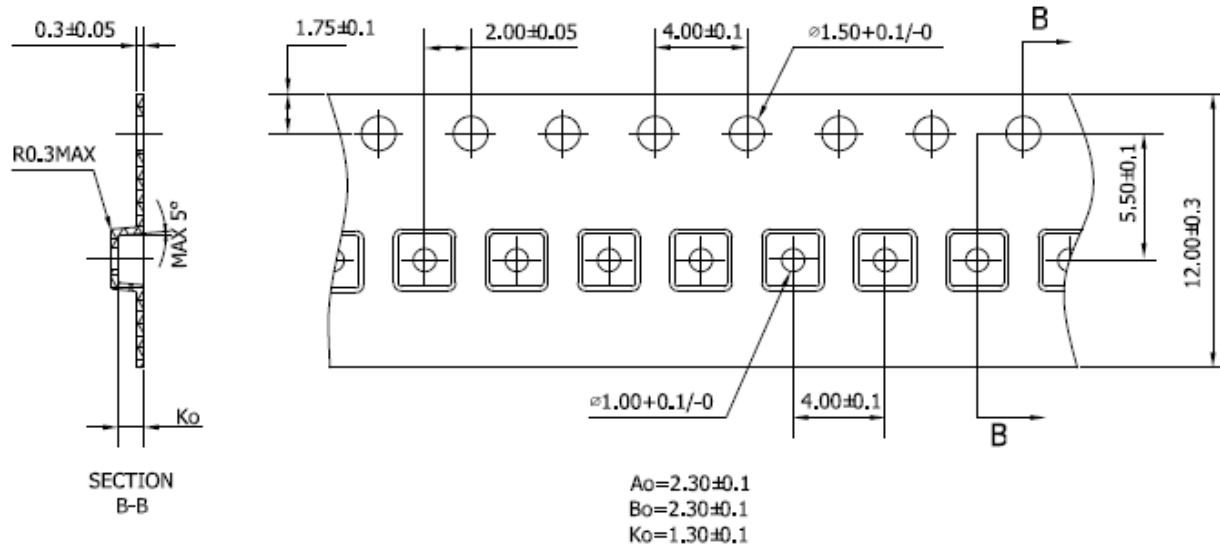 0.3±0.05
1.75±0.1
2.00±0.05
4.00±0.1
⌀1.50+0.1/-0
B
R0.3MAX
MAX 5°
5.50±0.1
12.00±0.3
Ko
⌀1.00+0.1/-0
4.00±0.1
B
SECTION
B-B
Ao=2.30±0.1
Bo=2.30±0.1
Ko=1.30±0.1